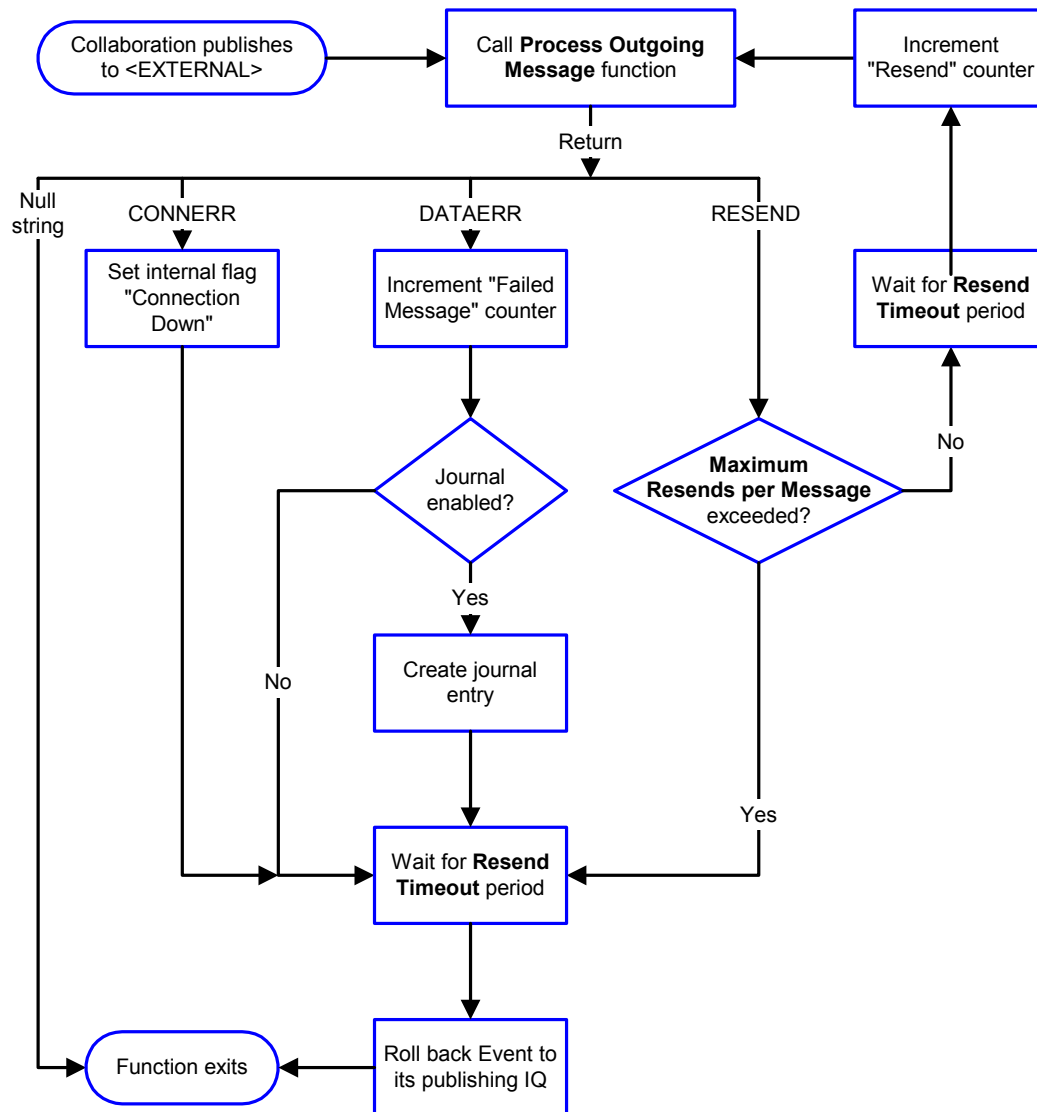 Collaboration publishes
to <EXTERNAL>
Call Process Outgoing
Message function
Increment
"Resend" counter
Return
Null
string
CONNERR
DATAERR
RESEND
Set internal flag
"Connection
Down"
Increment "Failed
Message" counter
Wait for Resend
Timeout period
Journal
enabled?
Maximum
Resends per Message
exceeded?
No
Yes
No
Create journal
entry
Yes
Wait for Resend
Timeout period
Function exits
Roll back Event to
its publishing IQ